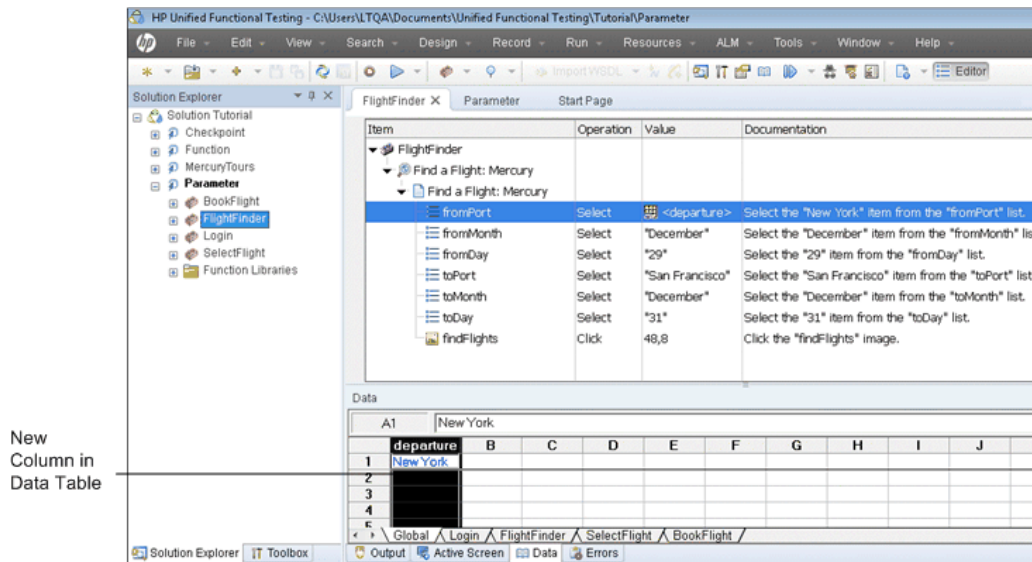 HP Unified Functional Testing - C:\Users\LTQA\Documents\Unified Functional Testing\Tutorial\Parameter
hp File Edit View Search Design Record Run Resources ALM Tools Window Help
Import WSDL Editor
Solution Explorer
Solution Tutorial
Checkpoint
Function
MercuryTours
Parameter
BookFlight
FlightFinder
Login
SelectFlight
Function Libraries
FlightFinder X Parameter Start Page
Item Operation Value Documentation
FlightFinder
Find a Flight: Mercury
Find a Flight: Mercury
fromPort Select <departure> Select the "New York" item from the "fromPort" list.
fromMonth Select "December" Select the "December" item from the "fromMonth" lis
fromDay Select "29" Select the "29" item from the "fromDay" list.
toPort Select "San Francisco" Select the "San Francisco" item from the "toPort" list
toMonth Select "December" Select the "December" item from the "toMonth" list.
toDay Select "31" Select the "31" item from the "toDay" list.
findFlights Click 48,8 Click the "findFlights" image.
Data
A1 New York
departure B C D E F G H I J
1 New York
2
3
4
5
Global Login FlightFinder SelectFlight BookFlight
Solution Explorer Toolbox Output Active Screen Data Errors
New
Column in
Data Table